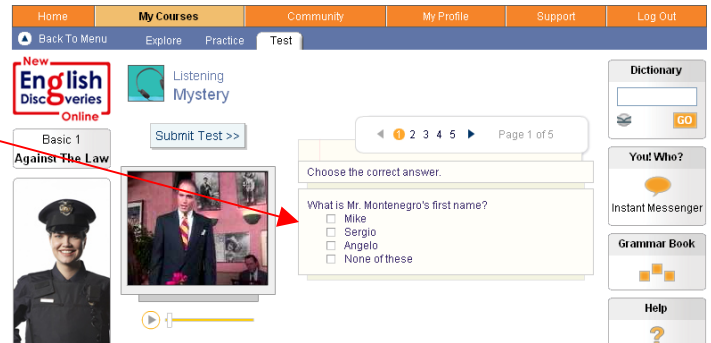 Home My Courses Community My Profile Support Log Out
Back To Menu Explore Practice Test
New
English
Discoveries
Online
Basic 1
Against The Law
Listening
Mystery
Submit Test >>
1 2 3 4 5 Page 1 of 5
Choose the correct answer.
What is Mr. Montenegro's first name?
Mike
Sergio
Angelo
None of these
Dictionary
GO
You! Who?
Instant Messenger
Grammar Book
Help
?